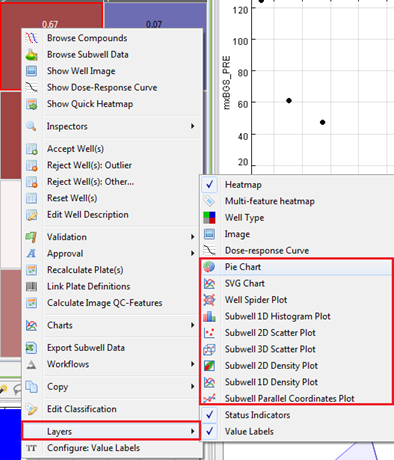 0.67
0.07
Browse Compounds
Browse Subwell Data
Show Well Image
Show Dose-Response Curve
Show Quick Heatmap
Inspectors
Accept Well(s)
Reject Well(s): Outlier
Reject Well(s): Other...
Reset Well(s)
Edit Well Description
Validation
Approval
Recalculate Plate(s)
Link Plate Definitions
Calculate Image QC-Features
Charts
Export Subwell Data
Workflows
Copy
Edit Classification
Layers
Configure: Value Labels
Heatmap
Multi-feature heatmap
Well Type
Image
Dose-response Curve
Pie Chart
SVG Chart
Well Spider Plot
Subwell 1D Histogram Plot
Subwell 2D Scatter Plot
Subwell 3D Scatter Plot
Subwell 2D Density Plot
Subwell 1D Density Plot
Subwell Parallel Coordinates Plot
Status Indicators
Value Labels
120
100
80
60
40
20